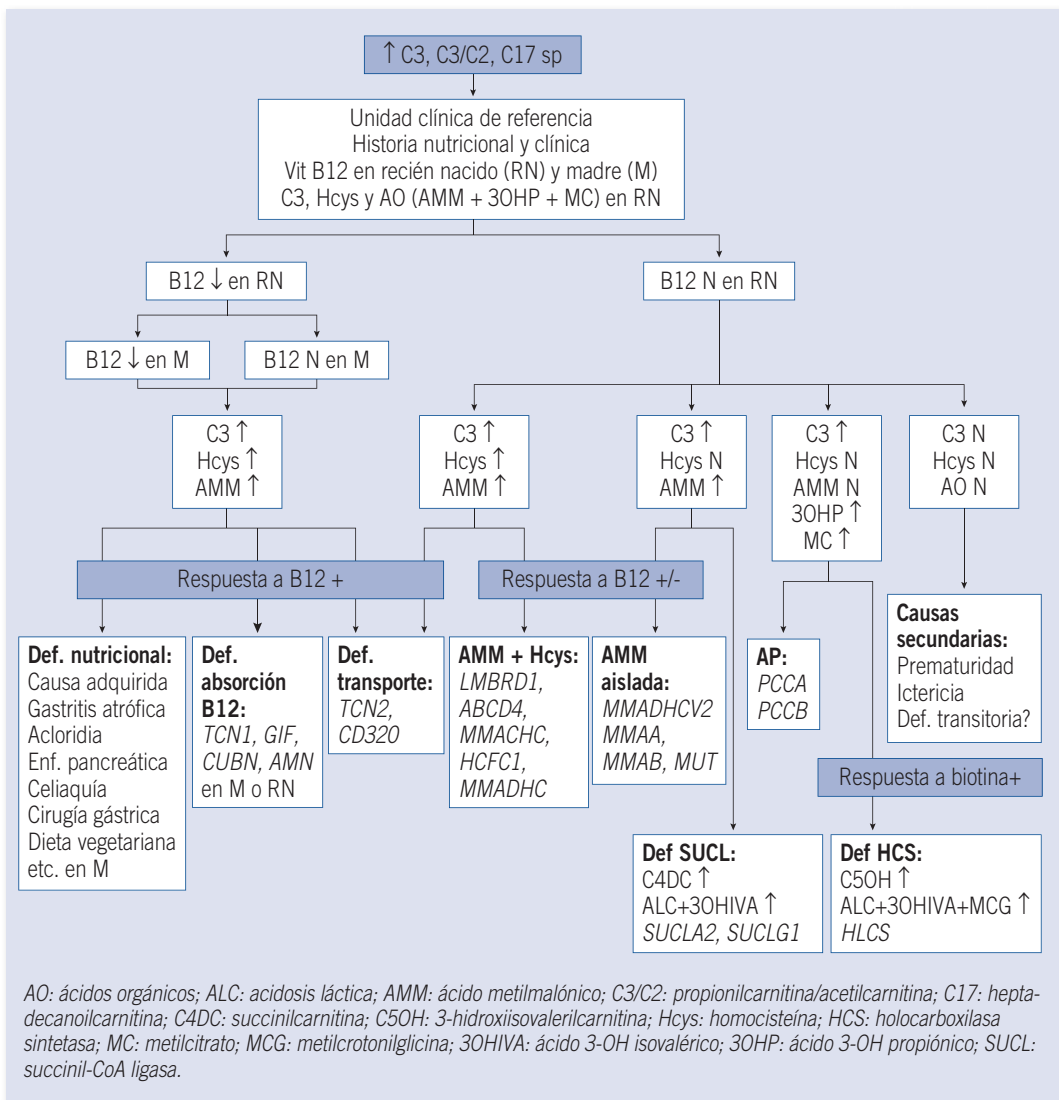 ↑ C3, C3/C2, C17 sp
Unidad clínica de referencia
Historia nutricional y clínica
Vit B12 en recién nacido (RN) y madre (M)
C3, Hcys y AO (AMM + 3OHP + MC) en RN
B12 ↓ en RN
B12 N en RN
B12 ↓ en M
B12 N en M
C3 ↑
Hcys ↑
AMM ↑
C3 ↑
Hcys ↑
AMM ↑
C3 ↑
Hcys N
AMM ↑
C3 ↑
Hcys N
AMM N
3OHP ↑
MC ↑
C3 N
Hcys N
AO N
Respuesta a B12 +
Respuesta a B12 +/-
Def. nutricional:
Causa adquirida
Gastritis atrófica
Acloridia
Enf. pancreática
Celiaquía
Cirugía gástrica
Dieta vegetariana
etc. en M
Def.
absorción
B12:
TCN1, GIF,
CUBN, AMN
en M o RN
Def.
transporte:
TCN2,
CD320
AMM + Hcys:
LMBRD1,
ABCD4,
MMACHC,
HCFC1,
MMADHC
AMM
aislada:
MMADHCV2
MMAA,
MMAB, MUT
AP:
PCCA
PCCB
Causas
secundarias:
Prematuridad
Ictericia
Def. transitoria?
Respuesta a biotina+
Def SUCL:
C4DC ↑
ALC+3OHIVA ↑
SUCLA2, SUCLG1
Def HCS:
C5OH ↑
ALC+3OHIVA+MCG ↑
HLCS
AO: ácidos orgánicos; ALC: acidosis láctica; AMM: ácido metilmalónico; C3/C2: propionilcarnitina/acetilcarnitina; C17: hepta-
decanoilcarnitina; C4DC: succinilcarnitina; C5OH: 3-hidroxiisovalerilcarnitina; Hcys: homocisteína; HCS: holocarboxilasa
sintetasa; MC: metilcitrato; MCG: metilcrotonilglicina; 3OHIVA: ácido 3-OH isovalérico; 3OHP: ácido 3-OH propiónico; SUCL:
succinil-CoA ligasa.